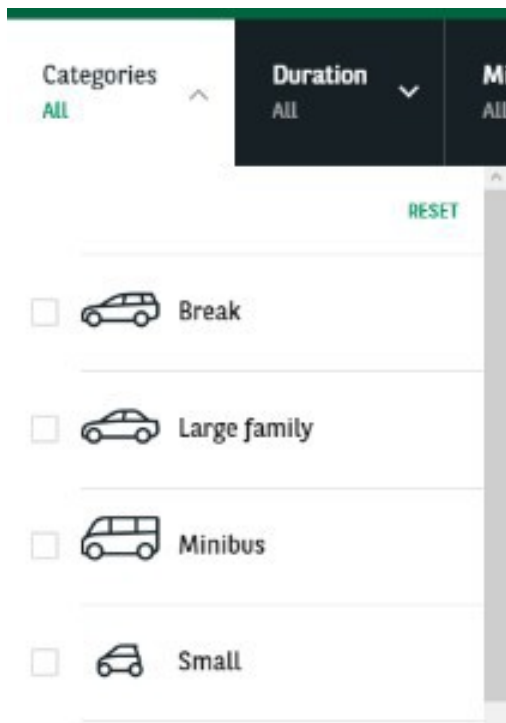 Categories
All
Duration
All
RESET
Break
Large family
Minibus
Small